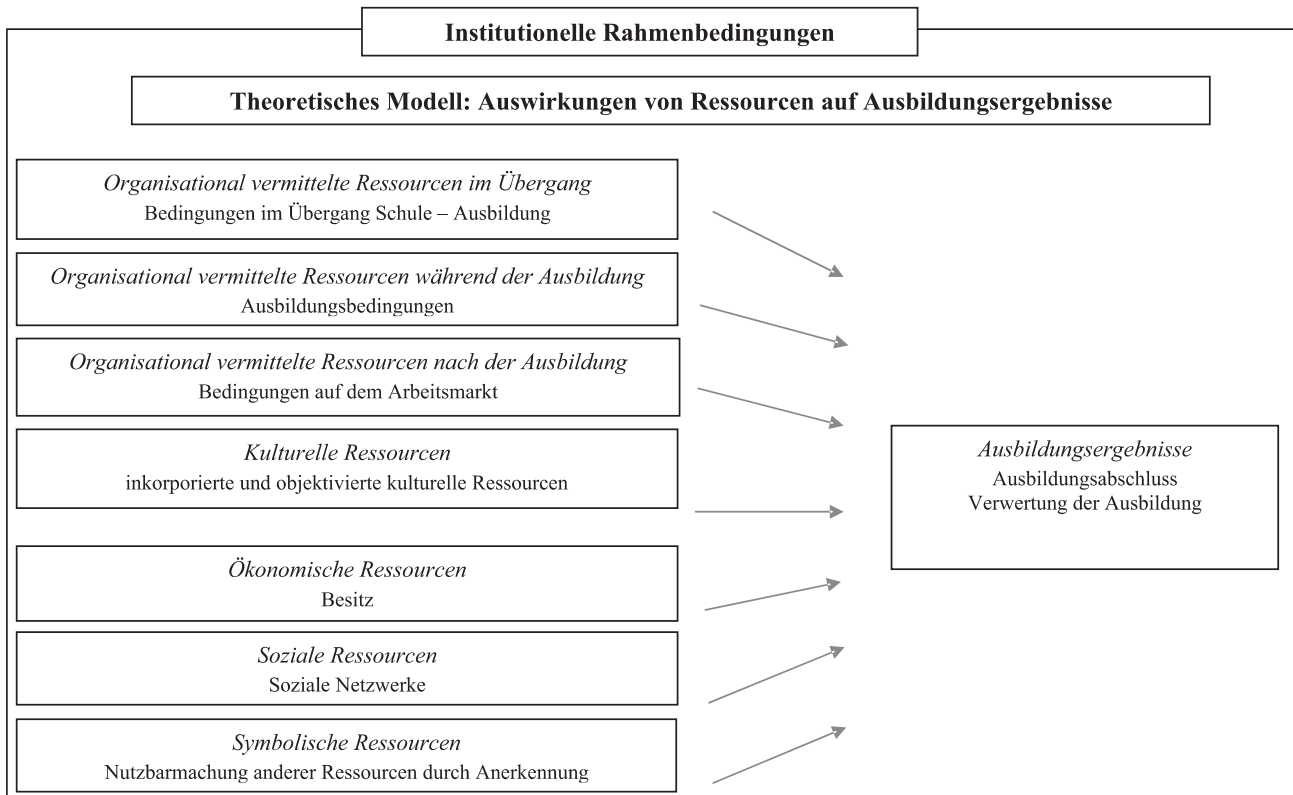 Institutionelle Rahmenbedingungen
Theoretisches Modell: Auswirkungen von Ressourcen auf Ausbildungsergebnisse
Organisational vermittelte Ressourcen im Übergang
Bedingungen im Übergang Schule – Ausbildung
Organisational vermittelte Ressourcen während der Ausbildung
Ausbildungsbedingungen
Organisational vermittelte Ressourcen nach der Ausbildung
Bedingungen auf dem Arbeitsmarkt
Kulturelle Ressourcen
inkorporierte und objektivierte kulturelle Ressourcen
Ökonomische Ressourcen
Besitz
Soziale Ressourcen
Soziale Netzwerke
Symbolische Ressourcen
Nutzbarmachung anderer Ressourcen durch Anerkennung
Ausbildungsergebnisse
Ausbildungsabschluss
Verwertung der Ausbildung